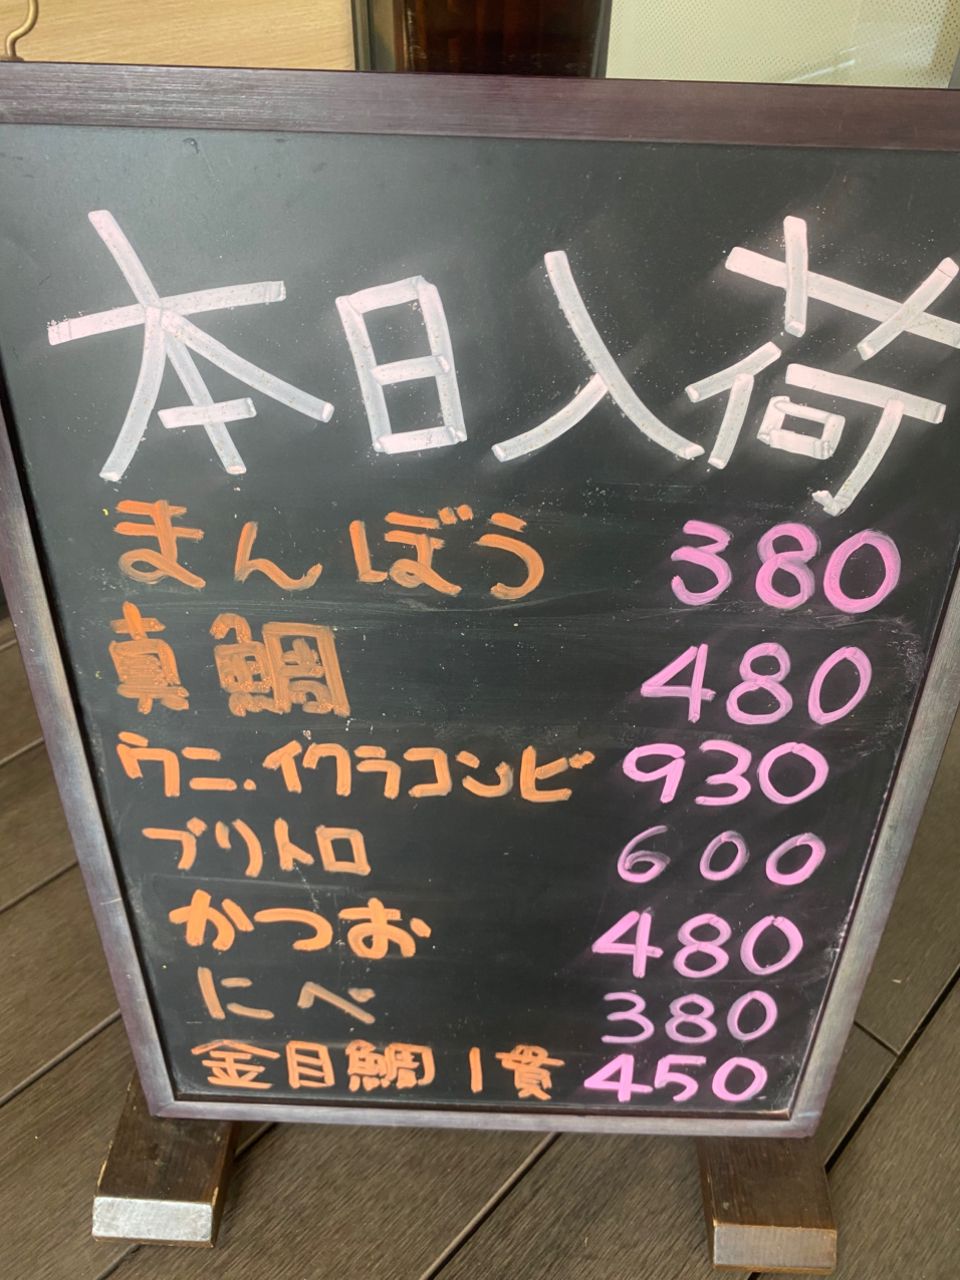 本日入荷
まんぼう 380
真鯛 480
ウニ.イクラコンビ 930
ブリトロ 600
かつお 480
にべ 380
金目鯛 1貫 450